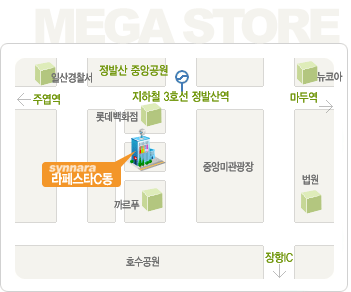 MEGA STORE
정발산 중앙공원
일산경찰서
뉴코아
주엽역
지하철 3호선 정발산역
마두역
롯데백화점
synnara
라페스타C동
중앙미관광장
법원
까르푸
호수공원
장항IC